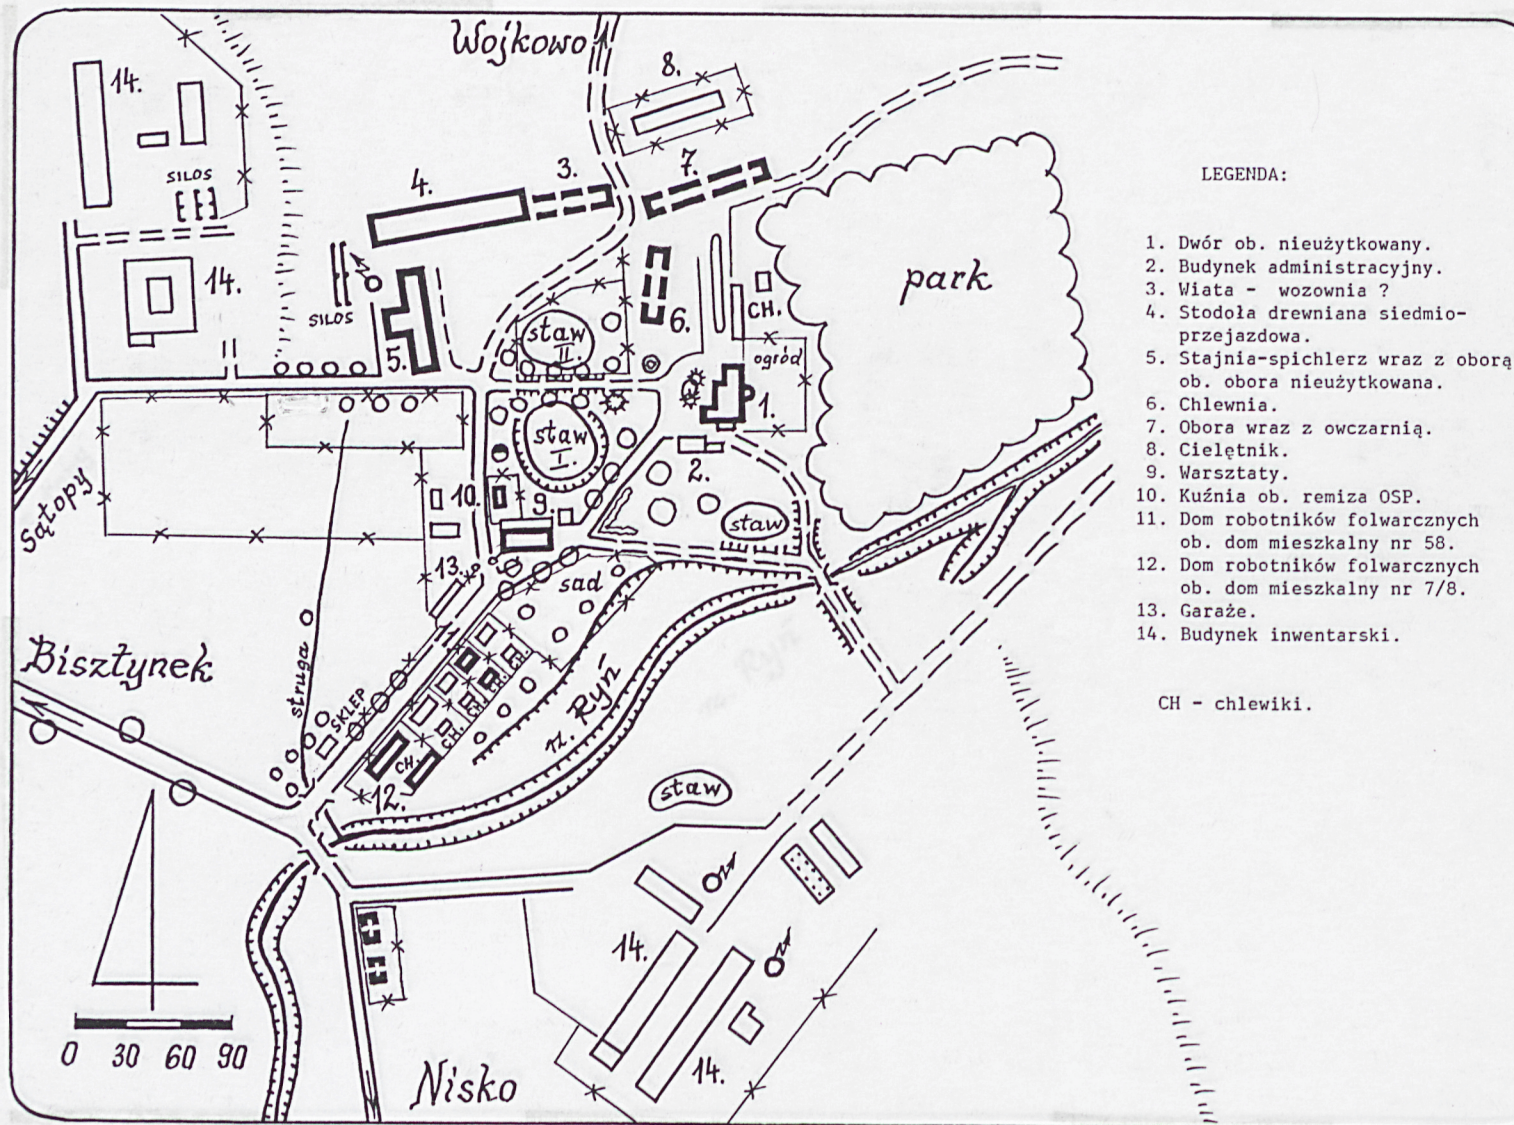 Wojkowo
8.
14.
SILOS
4.
3.
7.
14.
SILOS
5.
staw
II.
6.
CH.
ogród
park
1.
staw
I.
2.
10.
9.
staw
Sątopy
13.
sad
11.
CH.
CH.
CH.
CH.
CH.
12.
Bisztynek
struga
SKLEP
rz. Ryń
staw
14.
14.
Nisko
0 30 60 90
LEGENDA:
1. Dwór ob. nieużytkowany.
2. Budynek administracyjny.
3. Wiata - wozownia ?
4. Stodoła drewniana siedmio-
przejazdowa.
5. Stajnia-spichlerz wraz z oborą
ob. obora nieużytkowana.
6. Chlewnia.
7. Obora wraz z owczarnią.
8. Cielętnik.
9. Warsztaty.
10. Kuźnia ob. remiza OSP.
11. Dom robotników folwarcznych
ob. dom mieszkalny nr 58.
12. Dom robotników folwarcznych
ob. dom mieszkalny nr 7/8.
13. Garaże.
14. Budynek inwentarski.
CH - chlewiki.